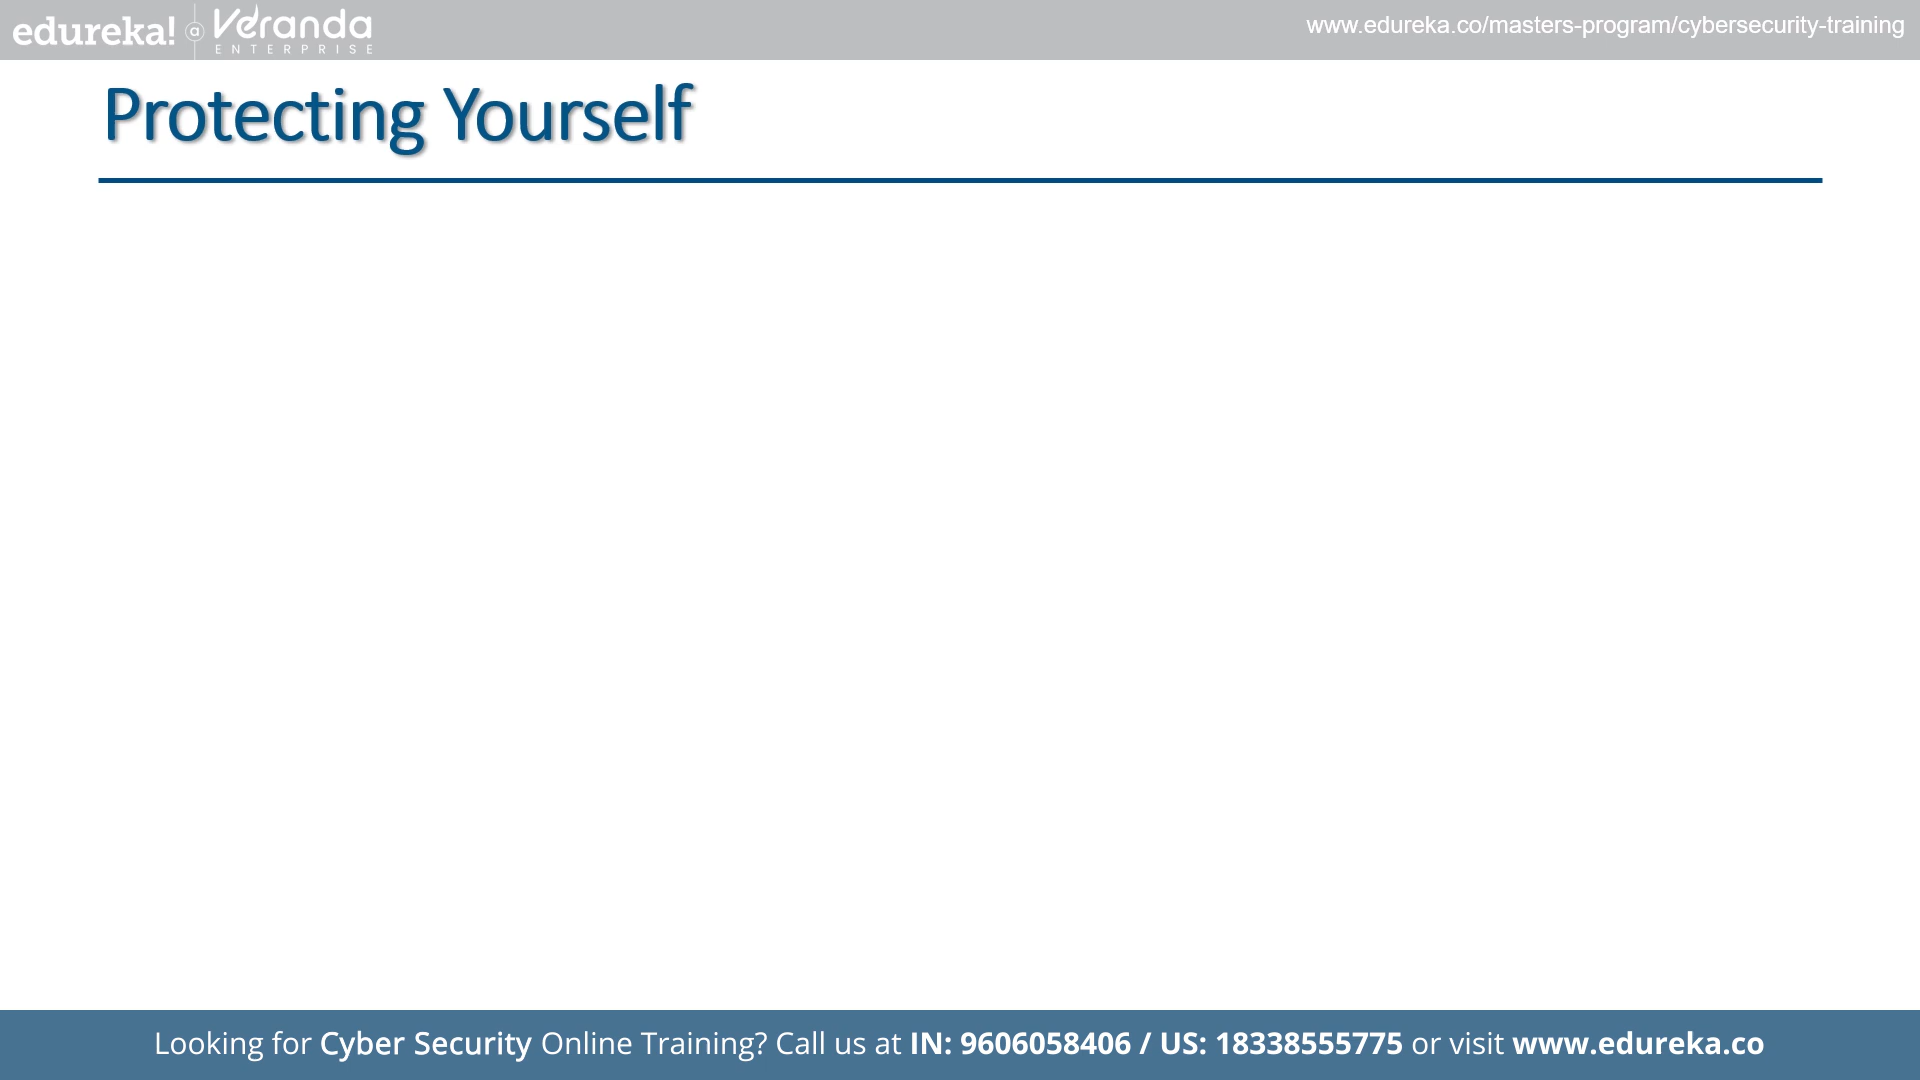 edureka! a Veranda
ENTERPRISE
www.edureka.co/masters-program/cybersecurity-training
Protecting Yourself
Looking for Cyber Security Online Training? Call us at IN: 9606058406 / US: 18338555775 or visit www.edureka.co